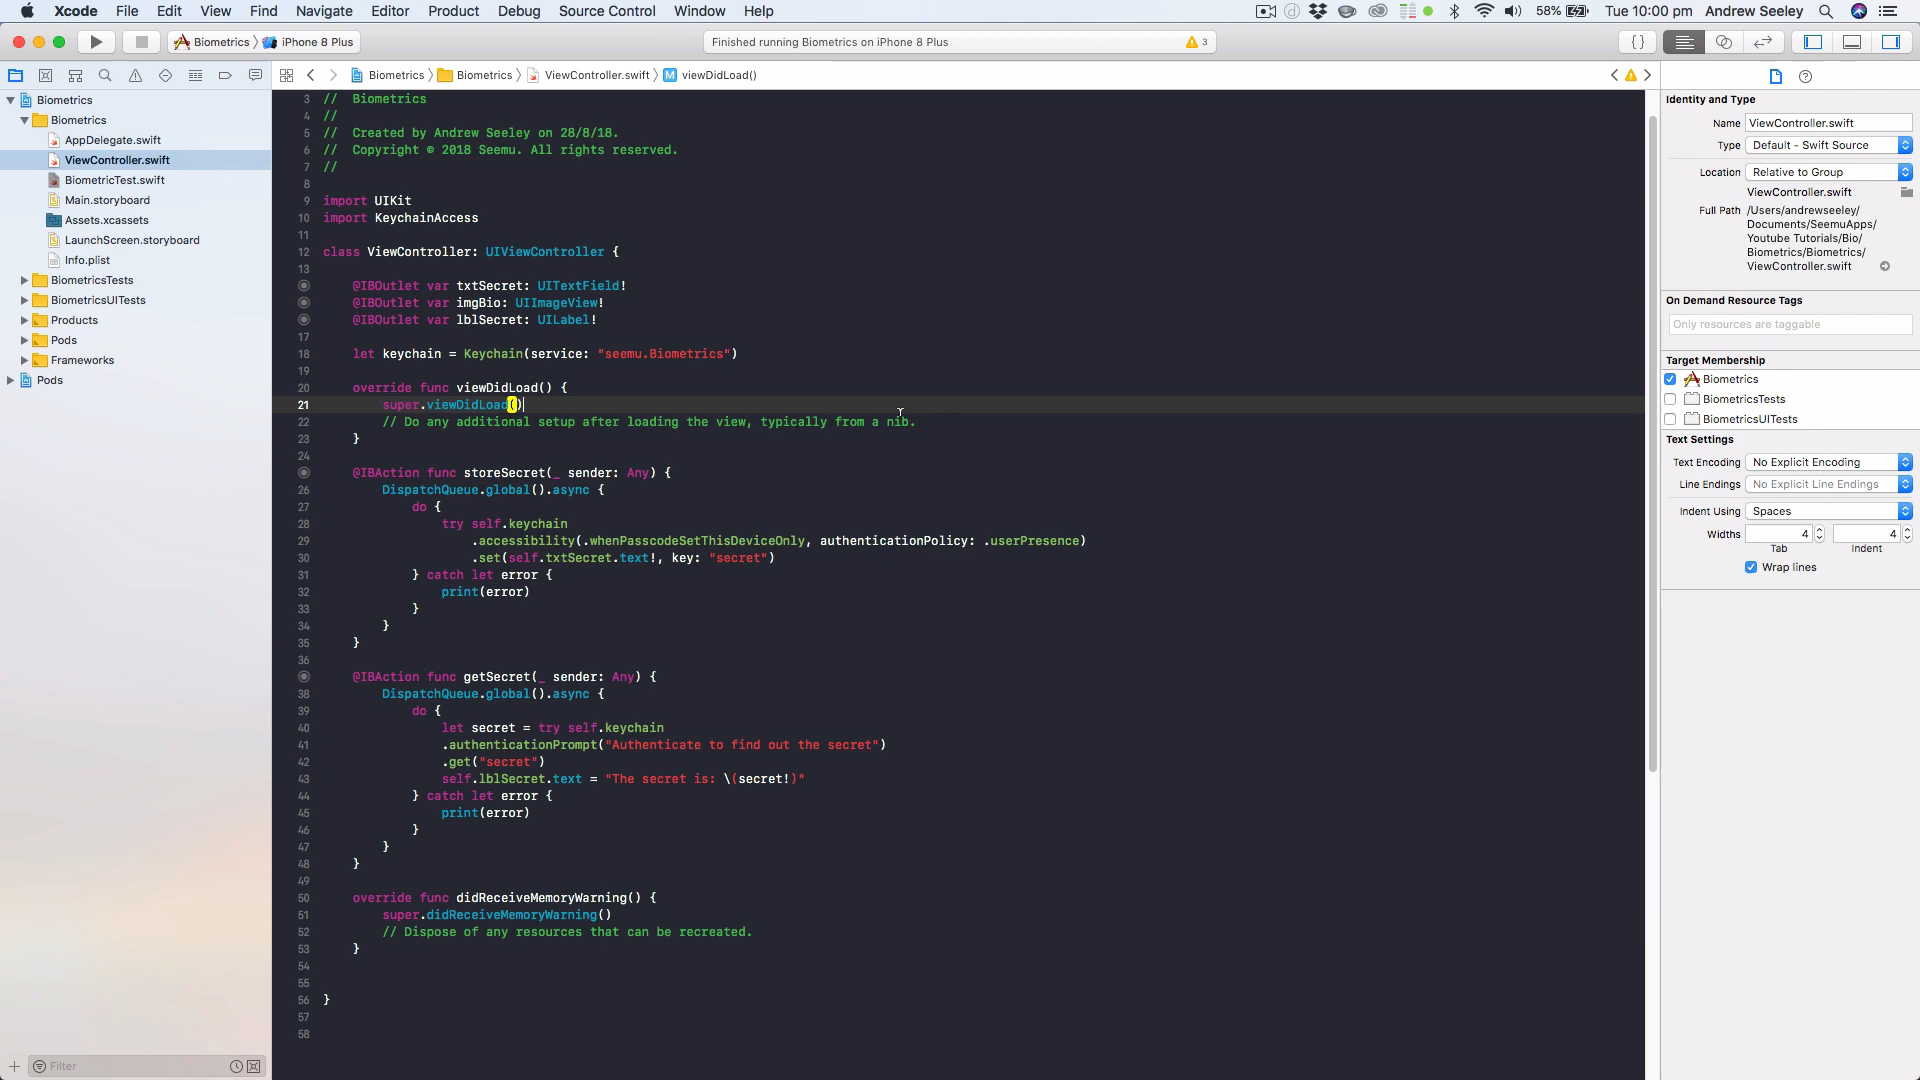 Xcode File Edit View Find Navigate Editor Product Debug Source Control Window Help 58% Tue 10:00 pm Andrew Seeley
Biometrics iPhone 8 Plus Finished running Biometrics on iPhone 8 Plus 3
Biometrics Biometrics ViewController.swift M viewDidLoad()
Biometrics
Biometrics
AppDelegate.swift
ViewController.swift
BiometricTest.swift
Main.storyboard
Assets.xcassets
LaunchScreen.storyboard
Info.plist
BiometricsTests
BiometricsUITests
Products
Pods
Frameworks
Pods
Filter
3 // Biometrics
4 //
5 // Created by Andrew Seeley on 28/8/18.
6 // Copyright © 2018 Seemu. All rights reserved.
7 //
8
9 import UIKit
10 import KeychainAccess
11
12 class ViewController: UIViewController {
13
@IBOutlet var txtSecret: UITextField!
@IBOutlet var imgBio: UIImageView!
@IBOutlet var lblSecret: UILabel!
17
18 let keychain = Keychain(service: "seemu.Biometrics")
19
20 override func viewDidLoad() {
21 super.viewDidLoad()
22 // Do any additional setup after loading the view, typically from a nib.
23 }
24
@IBAction func storeSecret(_ sender: Any) {
26 DispatchQueue.global().async {
27 do {
28 try self.keychain
29 .accessibility(.whenPasscodeSetThisDeviceOnly, authenticationPolicy: .userPresence)
30 .set(self.txtSecret.text!, key: "secret")
31 } catch let error {
32 print(error)
33 }
34 }
35 }
36
@IBAction func getSecret(_ sender: Any) {
38 DispatchQueue.global().async {
39 do {
40 let secret = try self.keychain
41 .authenticationPrompt("Authenticate to find out the secret")
42 .get("secret")
43 self.lblSecret.text = "The secret is: \(secret!)"
44 } catch let error {
45 print(error)
46 }
47 }
48 }
49
50 override func didReceiveMemoryWarning() {
51 super.didReceiveMemoryWarning()
52 // Dispose of any resources that can be recreated.
53 }
54
55
56 }
57
58
Identity and Type
Name ViewController.swift
Type Default - Swift Source
Location Relative to Group
ViewController.swift
Full Path /Users/andrewseeley/
Documents/SeemuApps/
Youtube Tutorials/Bio/
Biometrics/Biometrics/
ViewController.swift
On Demand Resource Tags
Only resources are taggable
Target Membership
Biometrics
BiometricsTests
BiometricsUITests
Text Settings
Text Encoding No Explicit Encoding
Line Endings No Explicit Line Endings
Indent Using Spaces
Widths 4 4
Tab Indent
Wrap lines